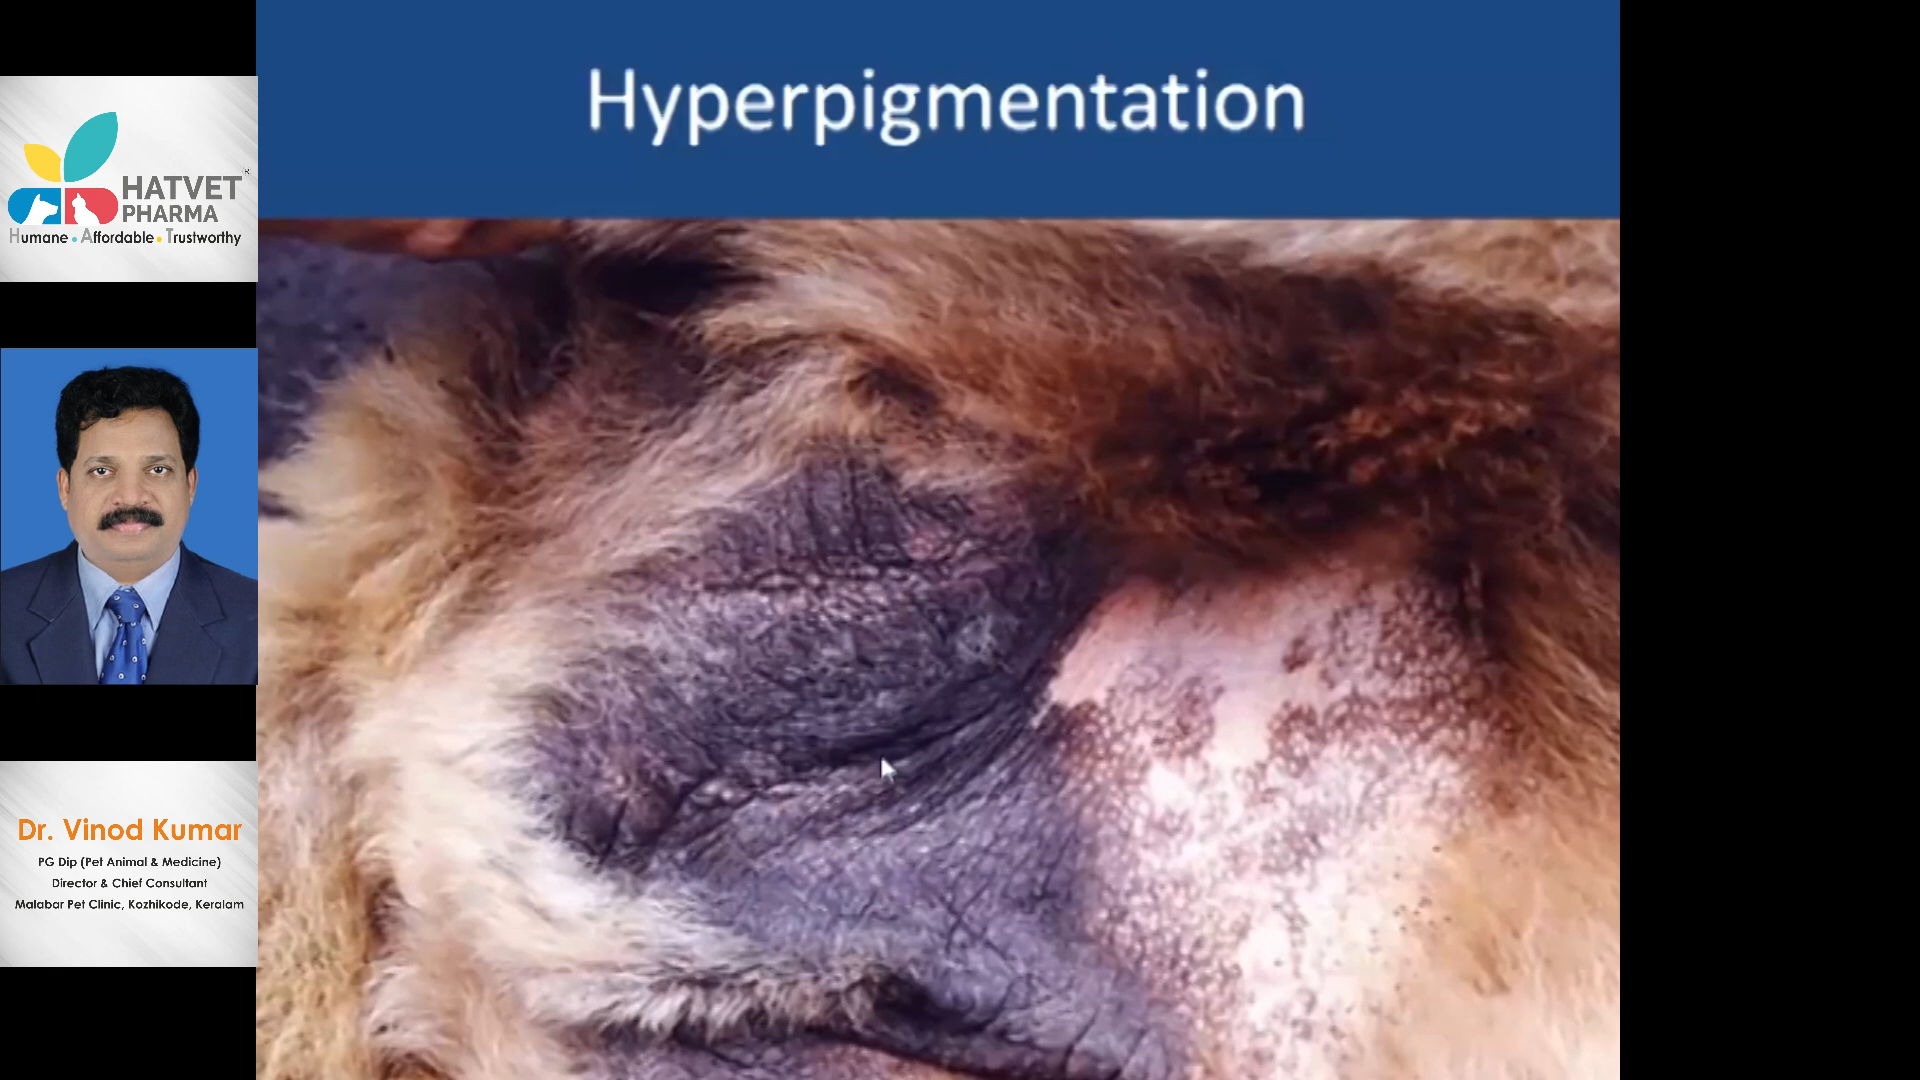 Hyperpigmentation
HATVET®
PHARMA
Humane • Affordable • Trustworthy
Dr. Vinod Kumar
PG Dip (Pet Animal & Medicine)
Director & Chief Consultant
Malabar Pet Clinic, Kozhikode, Keralam